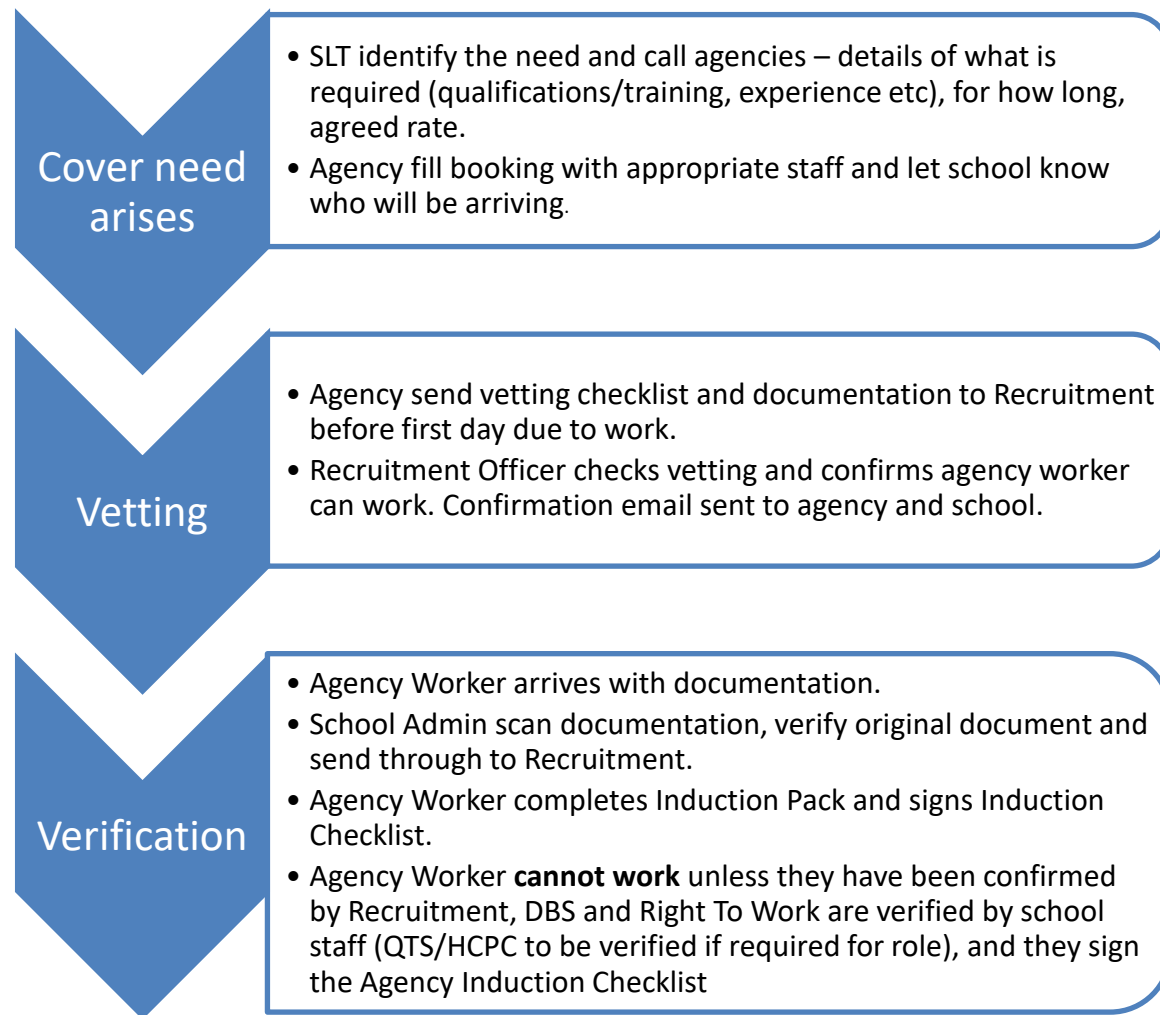 Cover need
arises
• SLT identify the need and call agencies – details of what is
required (qualifications/training, experience etc), for how long,
agreed rate.
• Agency fill booking with appropriate staff and let school know
who will be arriving.
Vetting
• Agency send vetting checklist and documentation to Recruitment
before first day due to work.
• Recruitment Officer checks vetting and confirms agency worker
can work. Confirmation email sent to agency and school.
Verification
• Agency Worker arrives with documentation.
• School Admin scan documentation, verify original document and
send through to Recruitment.
• Agency Worker completes Induction Pack and signs Induction
Checklist.
• Agency Worker cannot work unless they have been confirmed
by Recruitment, DBS and Right To Work are verified by school
staff (QTS/HCPC to be verified if required for role), and they sign
the Agency Induction Checklist